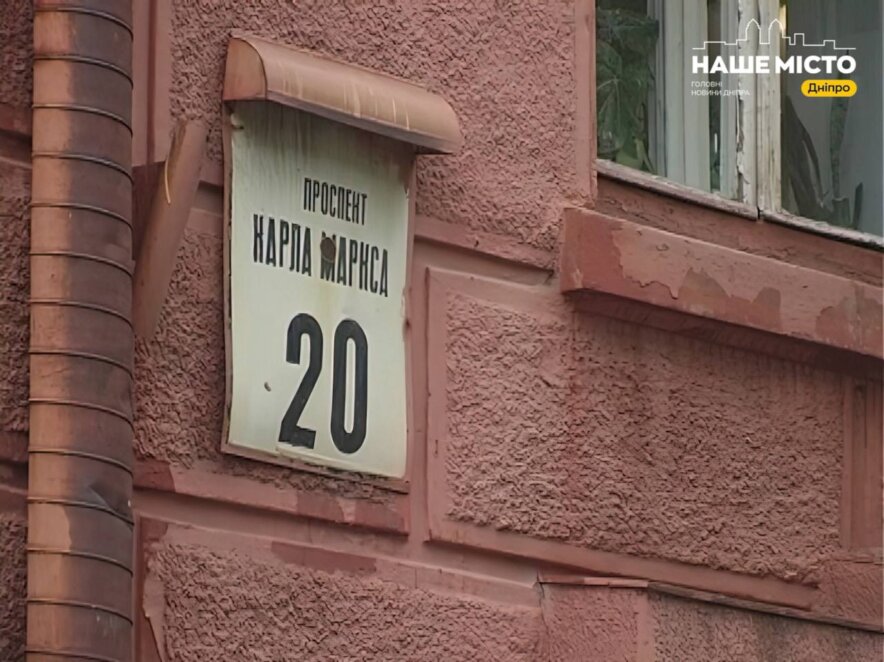 ПРОСПЕКТ
КАРЛА МАРКСА
20
НАШЕ МІСТО
ГОЛОВНІ
НОВИНИ ДНІПРА
Дніпро